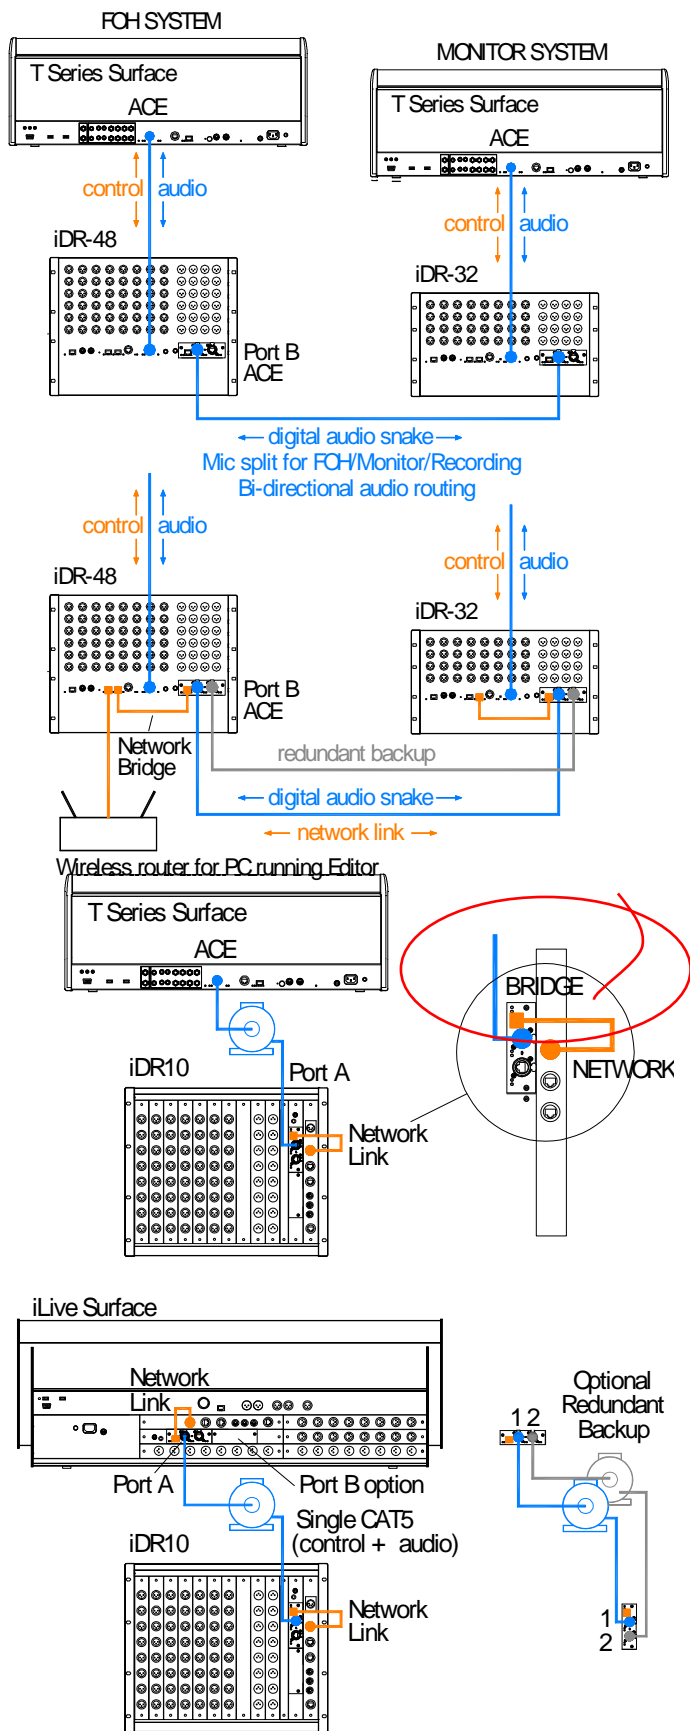 FOH SYSTEM
MONITOR SYSTEM
T Series Surface
ACE
T Series Surface
ACE
control
audio
control
audio
iDR-48
iDR-32
Port B
ACE
digital audio snake
Mic split for FOH/Monitor/Recording
Bi-directional audio routing
control
audio
control
audio
iDR-48
iDR-32
Port B
ACE
Network
Bridge
redundant backup
digital audio snake
network link
Wireless router for PC running Editor
T Series Surface
ACE
BRIDGE
NETWORK
iDR10
Port A
Network
Link
iLive Surface
Network
Link
Port A
Port B option
Optional
Redundant
Backup
1 2
Single CAT5
(control + audio)
iDR10
Network
Link
1
2